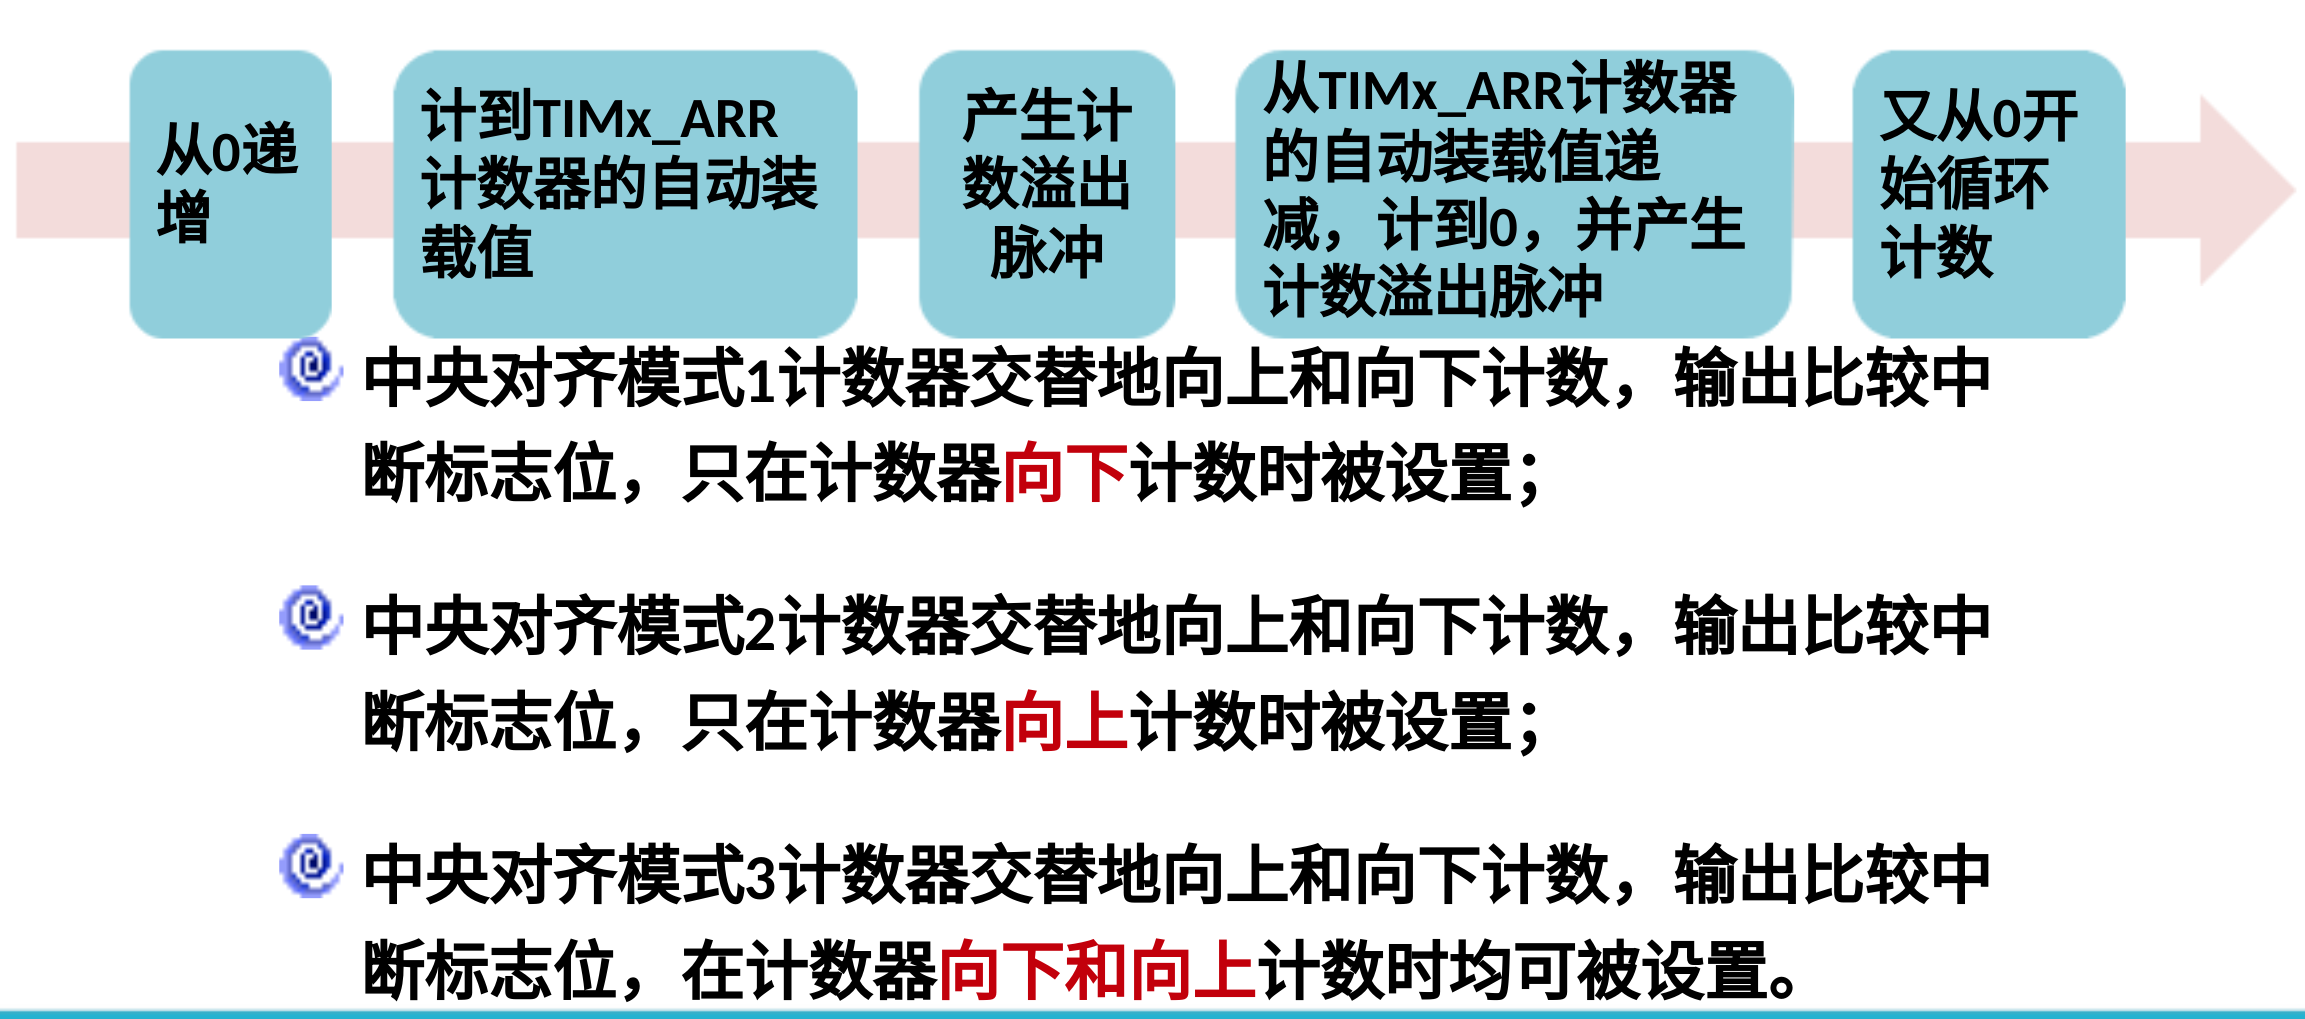 从0递
增
计到TIMx_ARR
计数器的自动装
载值
产生计
数溢出
脉冲
从TIMx_ARR计数器
的自动装载值递
减，计到0，并产生
计数溢出脉冲
又从0开
始循环
计数
中央对齐模式1计数器交替地向上和向下计数，输出比较中
断标志位，只在计数器向下计数时被设置；
中央对齐模式2计数器交替地向上和向下计数，输出比较中
断标志位，只在计数器向上计数时被设置；
中央对齐模式3计数器交替地向上和向下计数，输出比较中
断标志位，在计数器向下和向上计数时均可被设置。